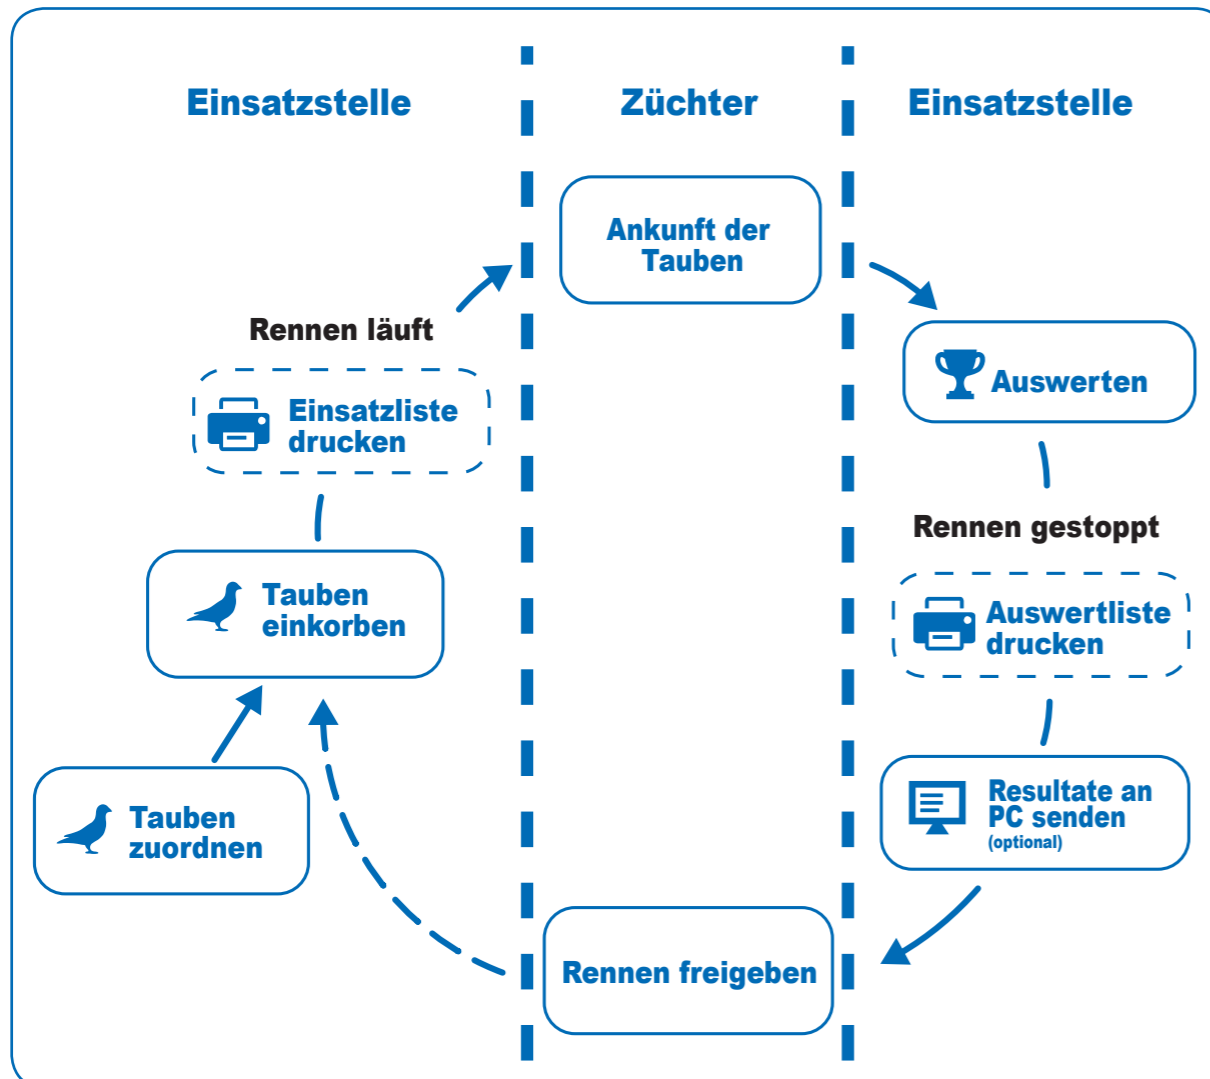 Einsatzstelle
Züchter
Einsatzstelle
Ankunft der
Tauben
Rennen läuft
Einsatzliste
drucken
Tauben
einkorben
Tauben
zuordnen
Auswerten
Rennen gestoppt
Auswertliste
drucken
Resultate an
PC senden
(optional)
Rennen freigeben